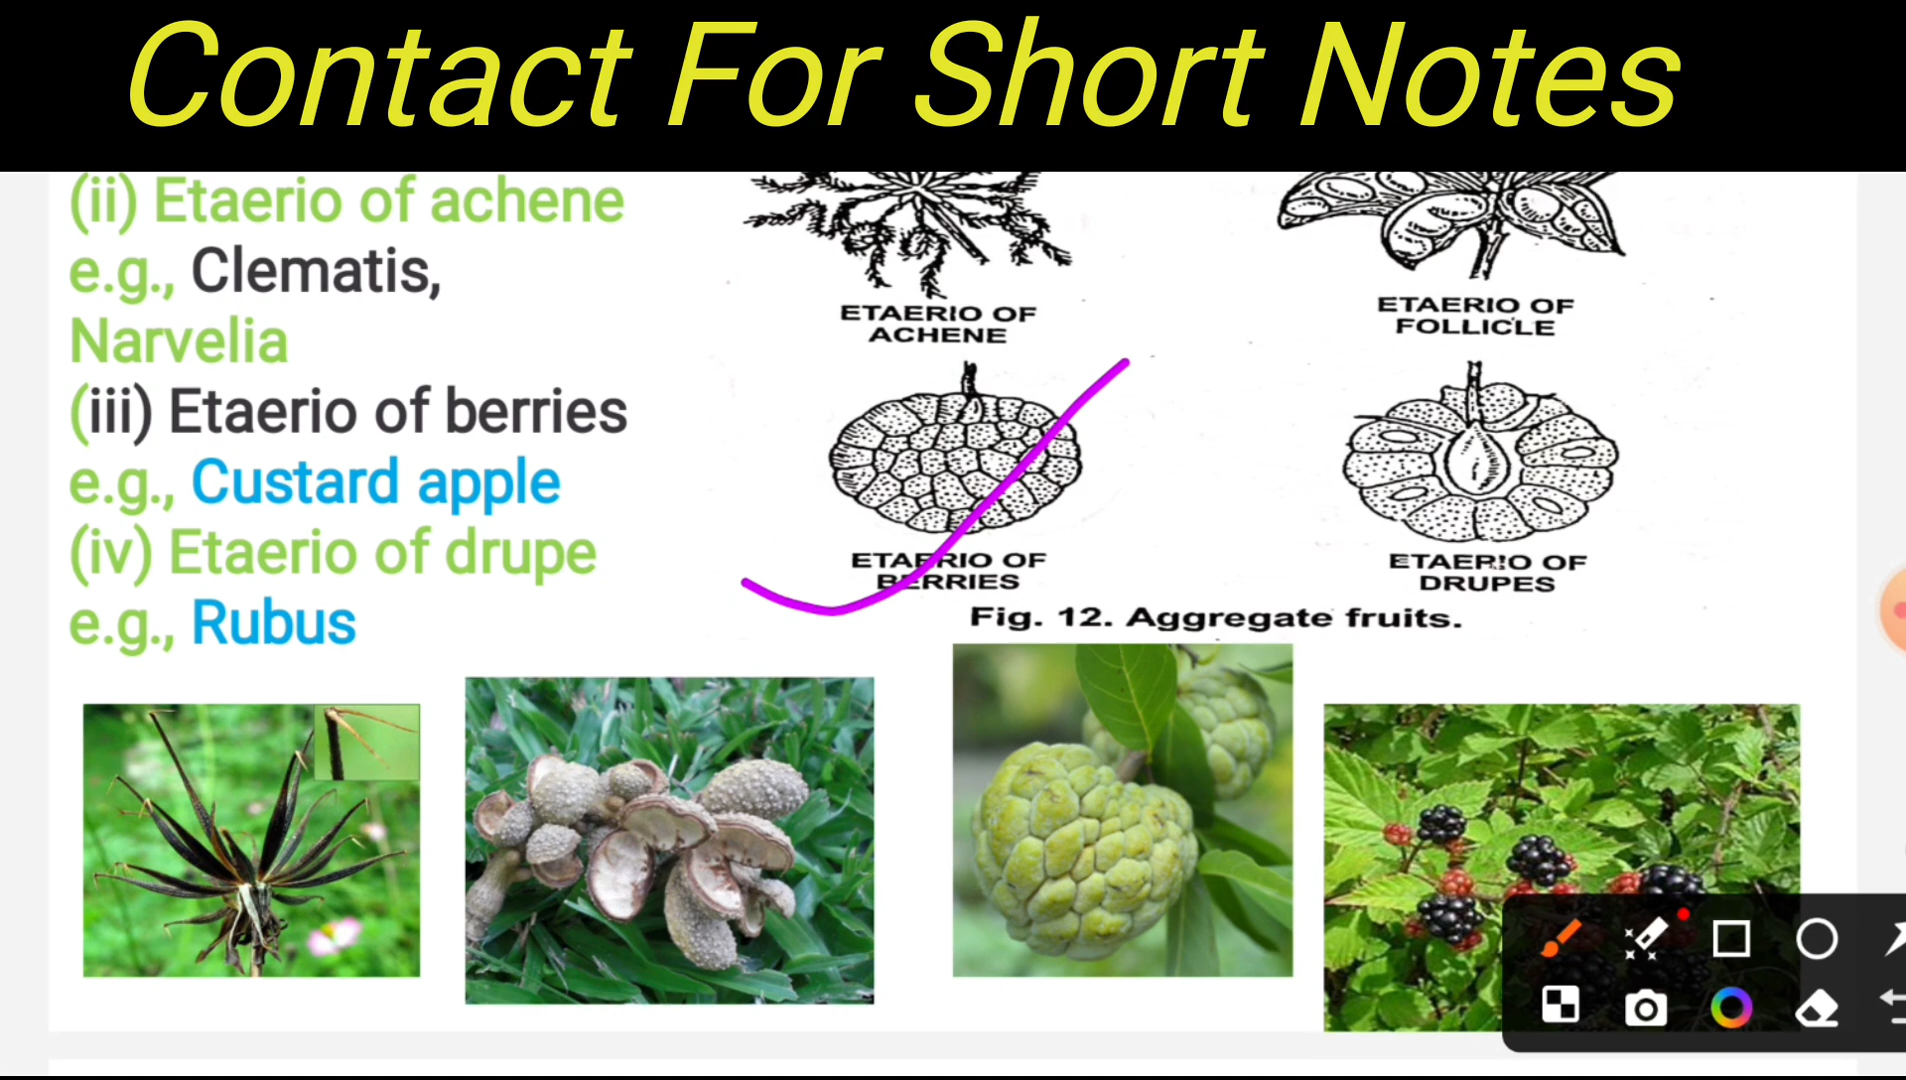 Contact For Short Notes
(ii) Etaerio of achene
e.g., Clematis,
Narvelia
(iii) Etaerio of berries
e.g., Custard apple
(iv) Etaerio of drupe
e.g., Rubus
ETAERIO OF
ACHENE
ETAERIO OF
FOLLICLE
ETAERIO OF
BERRIES
ETAERIO OF
DRUPES
Fig. 12. Aggregate fruits.